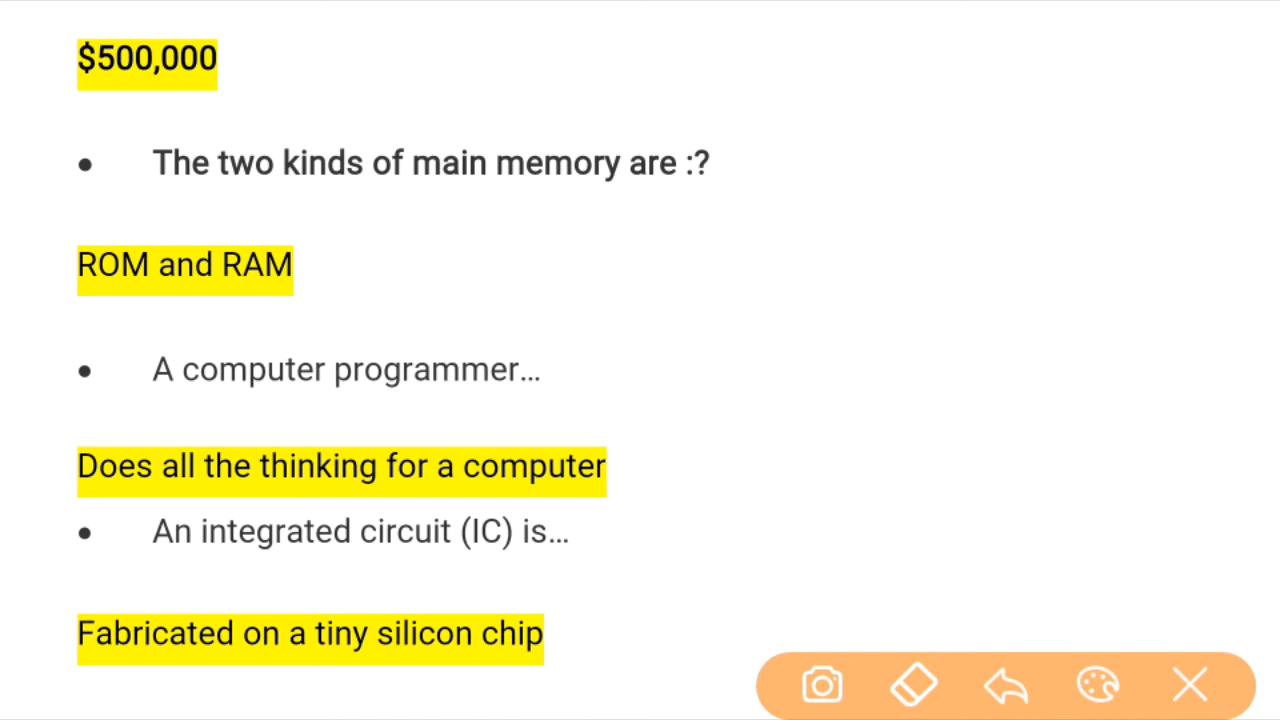 $500,000
• The two kinds of main memory are :?
ROM and RAM
• A computer programmer…
Does all the thinking for a computer
• An integrated circuit (IC) is…
Fabricated on a tiny silicon chip